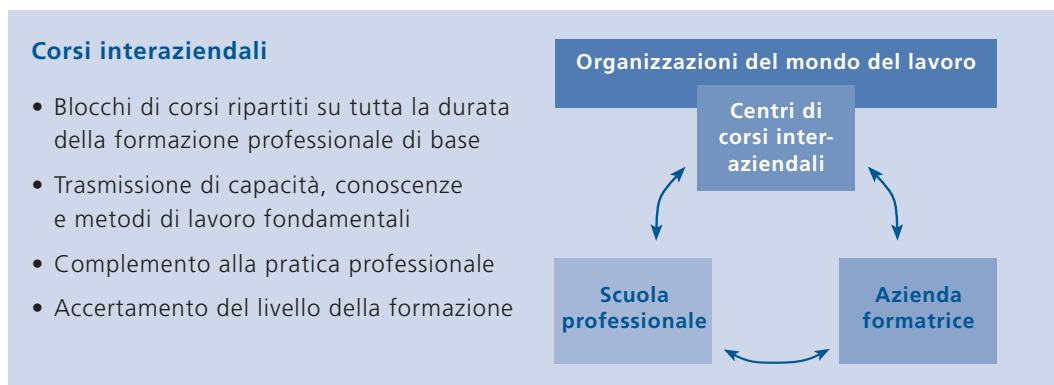 Corsi interaziendali
• Blocchi di corsi ripartiti su tutta la durata
della formazione professionale di base
• Trasmissione di capacità, conoscenze
e metodi di lavoro fondamentali
• Complemento alla pratica professionale
• Accertamento del livello della formazione
Organizzazioni del mondo del lavoro
Centri di
corsi inter-
aziendali
Scuola
professionale
Azienda
formatrice